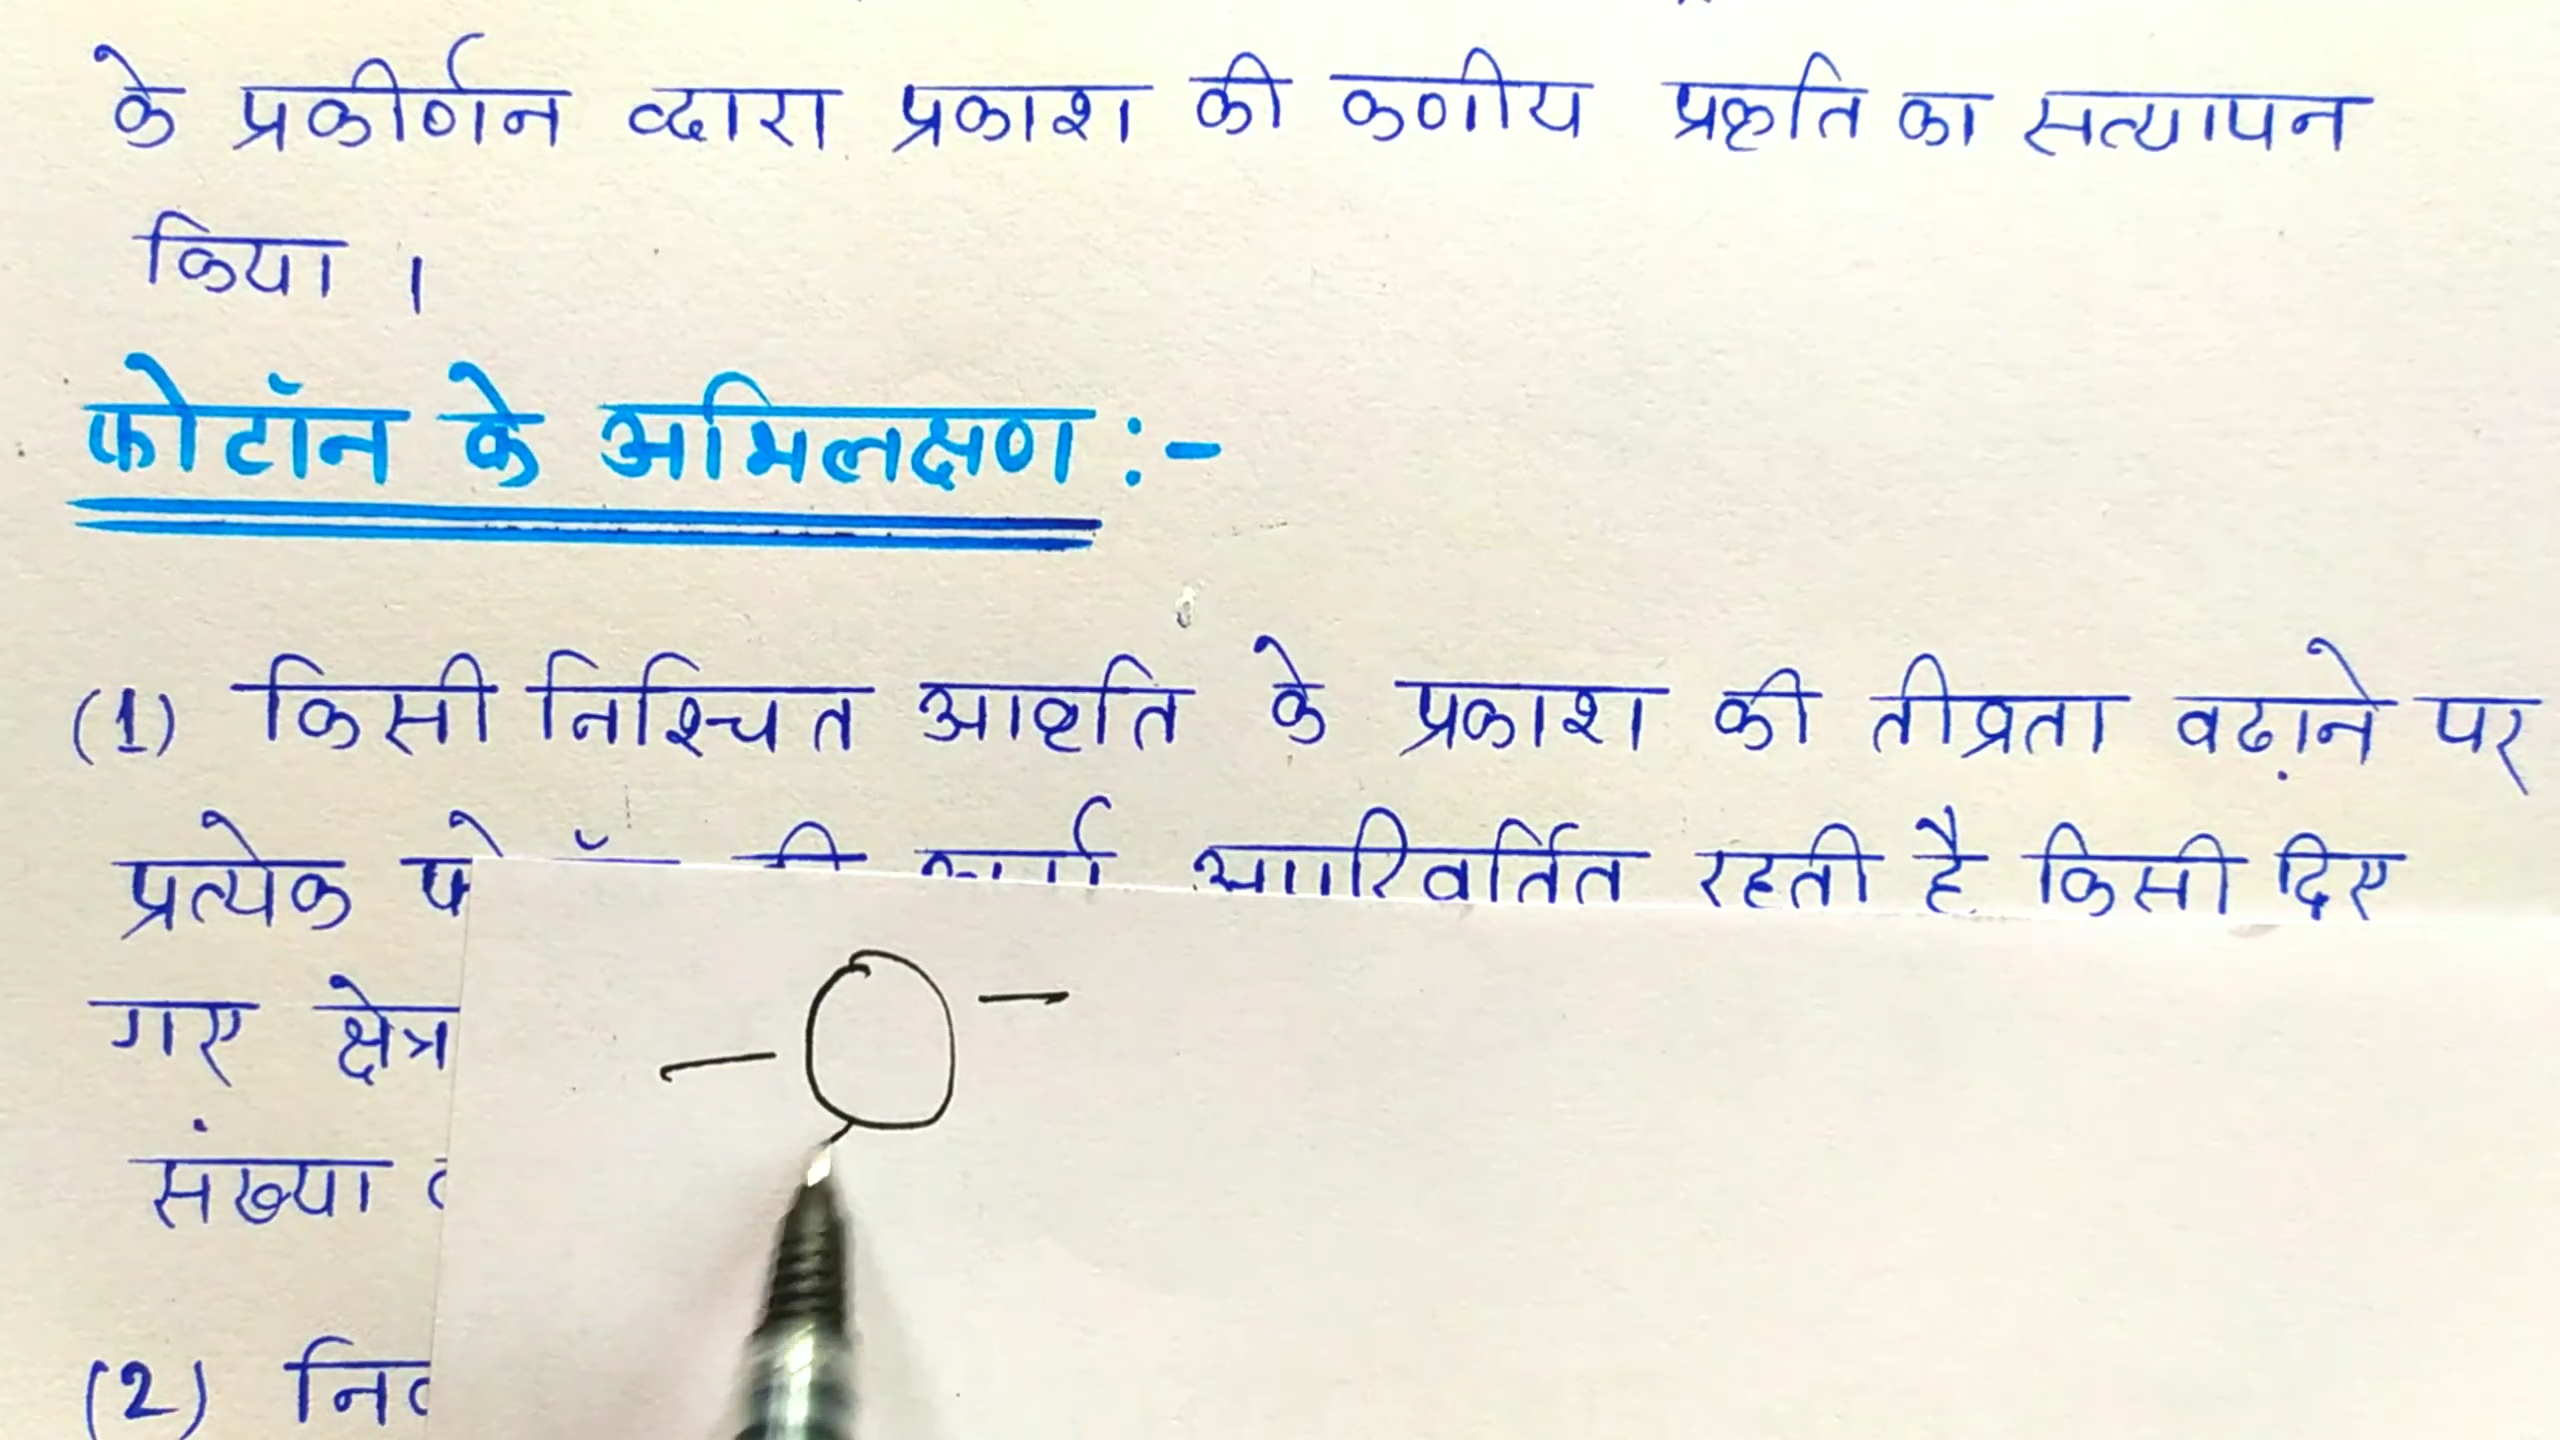 के प्रकीर्णन द्वारा प्रकाश की कणीय प्रकृति का सत्यापन
किया ।
फोटॉन के अभिलक्षण :-
(1) किसी निश्चित आवृति के प्रकाश की तीव्रता बढ़ाने पर
प्रत्येक रहती है किसी दिए
गए क्षेत्र
संख्या
(2)